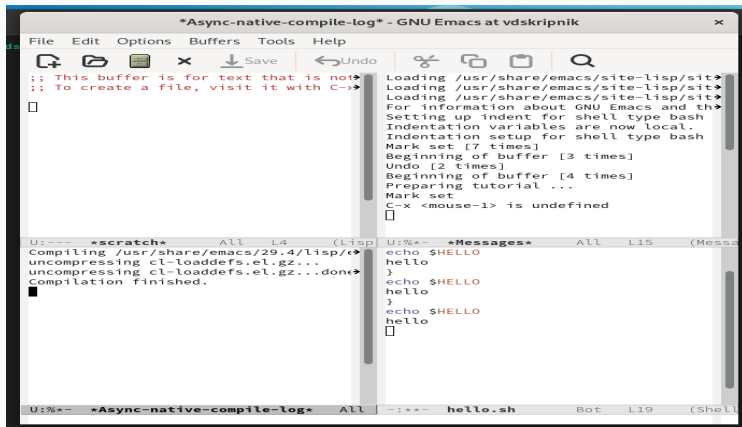 *Async-native-compile-log* - GNU Emacs at vdskripnik
File Edit Options Buffers Tools Help
Save Undo
;; This buffer is for text that is not
;; To create a file, visit it with C-x
U:--- *scratch* All L4 (Lisp
Loading /usr/share/emacs/site-lisp/sit
Loading /usr/share/emacs/site-lisp/sit
Loading /usr/share/emacs/site-lisp/sit
For information about GNU Emacs and th
Setting up indent for shell type bash
Indentation variables are now local.
Indentation setup for shell type bash
Mark set [7 times]
Beginning of buffer [3 times]
Undo [2 times]
Beginning of buffer [4 times]
Preparing tutorial ...
Mark set
C-x <mouse-1> is undefined
U:%*- *Messages* All L15 (Messa
Compiling /usr/share/emacs/29.4/lisp/e
uncompressing cl-loaddefs.el.gz...
uncompressing cl-loaddefs.el.gz...done
Compilation finished.
U:%*- *Async-native-compile-log* All
echo $HELLO
hello
}
echo $HELLO
hello
}
echo $HELLO
hello
-:**- hello.sh Bot L19 (Shell